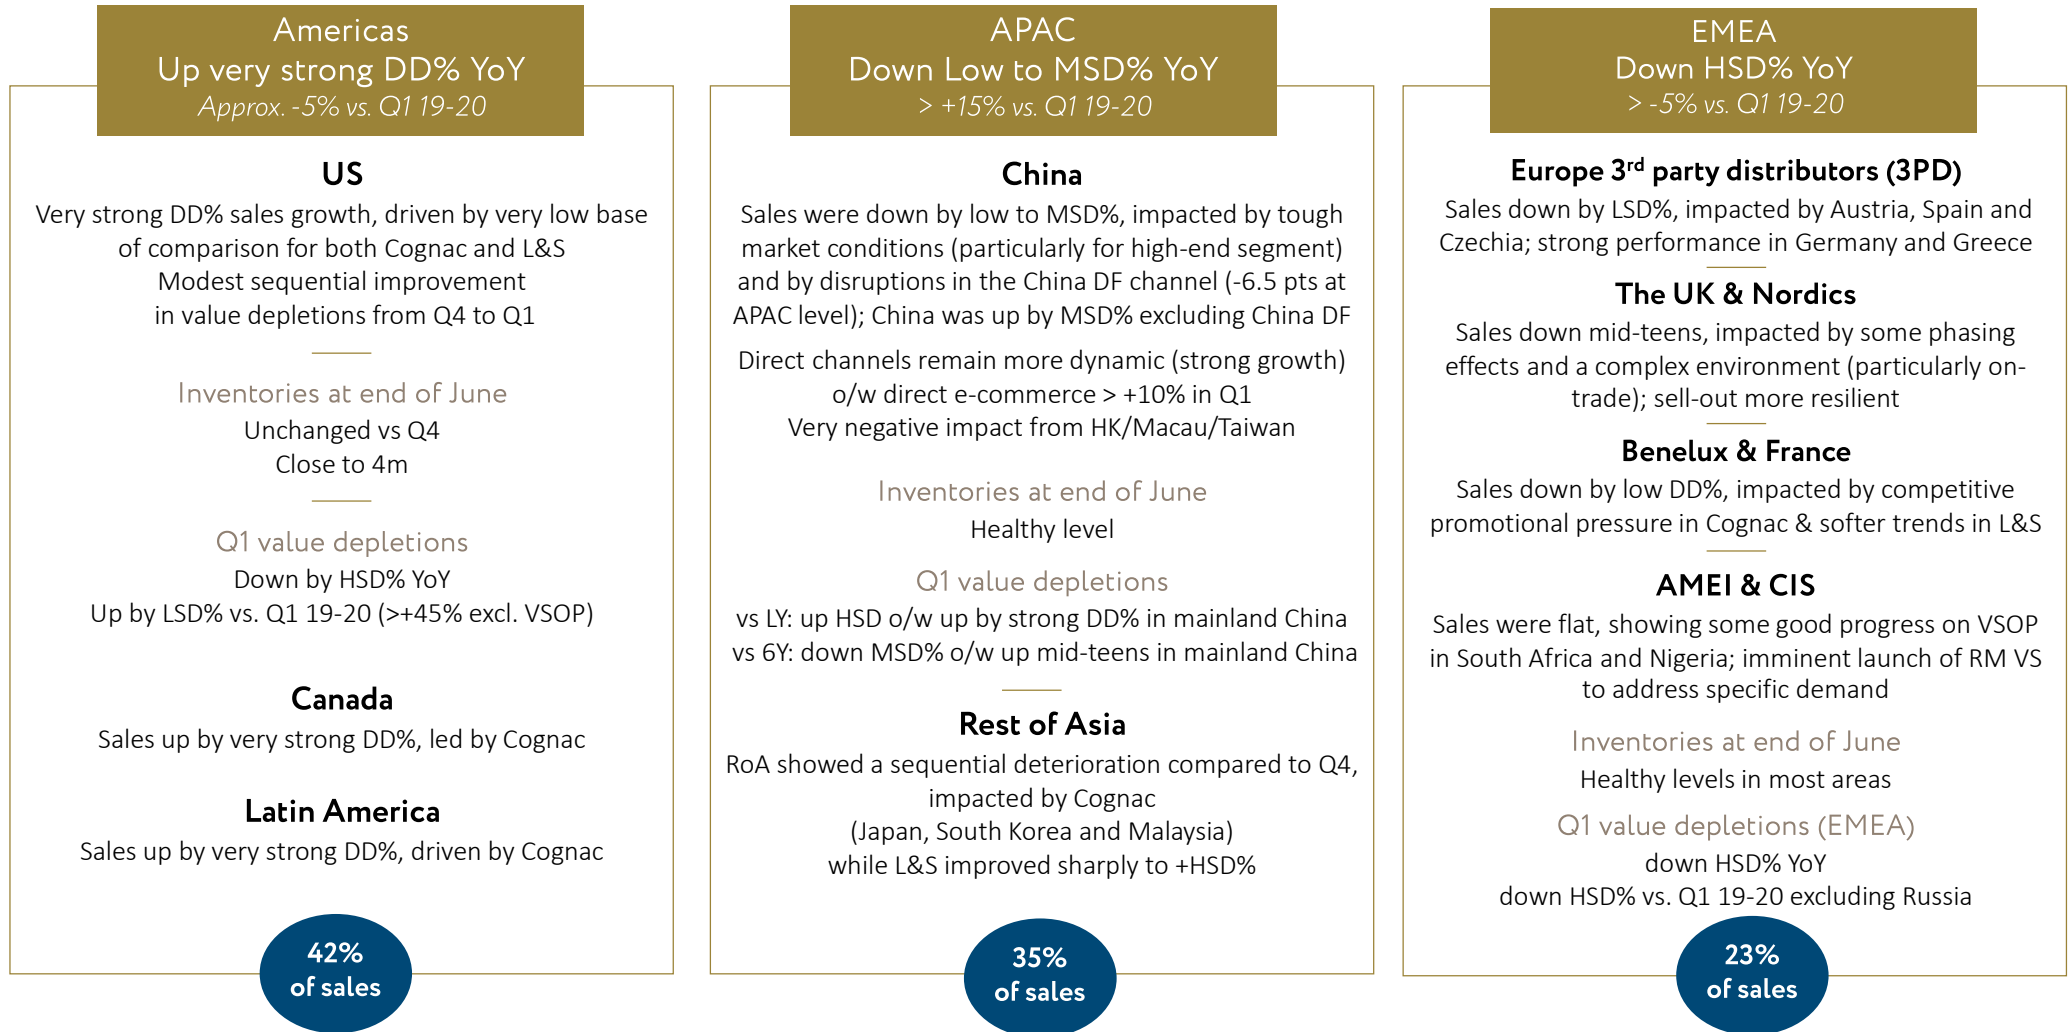 Americas
Up very strong DD% YoY
Approx. -5% vs. Q1 19-20
US
Very strong DD% sales growth, driven by very low base
of comparison for both Cognac and L&S
Modest sequential improvement
in value depletions from Q4 to Q1
Inventories at end of June
Unchanged vs Q4
Close to 4m
Q1 value depletions
Down by HSD% YoY
Up by LSD% vs. Q1 19-20 (>+45% excl. VSOP)
Canada
Sales up by very strong DD%, led by Cognac
Latin America
Sales up by very strong DD%, driven by Cognac
42%
of sales
APAC
Down Low to MSD% YoY
> +15% vs. Q1 19-20
China
Sales were down by low to MSD%, impacted by tough
market conditions (particularly for high-end segment)
and by disruptions in the China DF channel (-6.5 pts at
APAC level); China was up by MSD% excluding China DF
Direct channels remain more dynamic (strong growth)
o/w direct e-commerce > +10% in Q1
Very negative impact from HK/Macau/Taiwan
Inventories at end of June
Healthy level
Q1 value depletions
vs LY: up HSD o/w up by strong DD% in mainland China
vs 6Y: down MSD% o/w up mid-teens in mainland China
Rest of Asia
RoA showed a sequential deterioration compared to Q4,
impacted by Cognac
(Japan, South Korea and Malaysia)
while L&S improved sharply to +HSD%
35%
of sales
EMEA
Down HSD% YoY
> -5% vs. Q1 19-20
Europe 3rd party distributors (3PD)
Sales down by LSD%, impacted by Austria, Spain and
Czechia; strong performance in Germany and Greece
The UK & Nordics
Sales down mid-teens, impacted by some phasing
effects and a complex environment (particularly on-
trade); sell-out more resilient
Benelux & France
Sales down by low DD%, impacted by competitive
promotional pressure in Cognac & softer trends in L&S
AMEI & CIS
Sales were flat, showing some good progress on VSOP
in South Africa and Nigeria; imminent launch of RM VS
to address specific demand
Inventories at end of June
Healthy levels in most areas
Q1 value depletions (EMEA)
down HSD% YoY
down HSD% vs. Q1 19-20 excluding Russia
23%
of sales